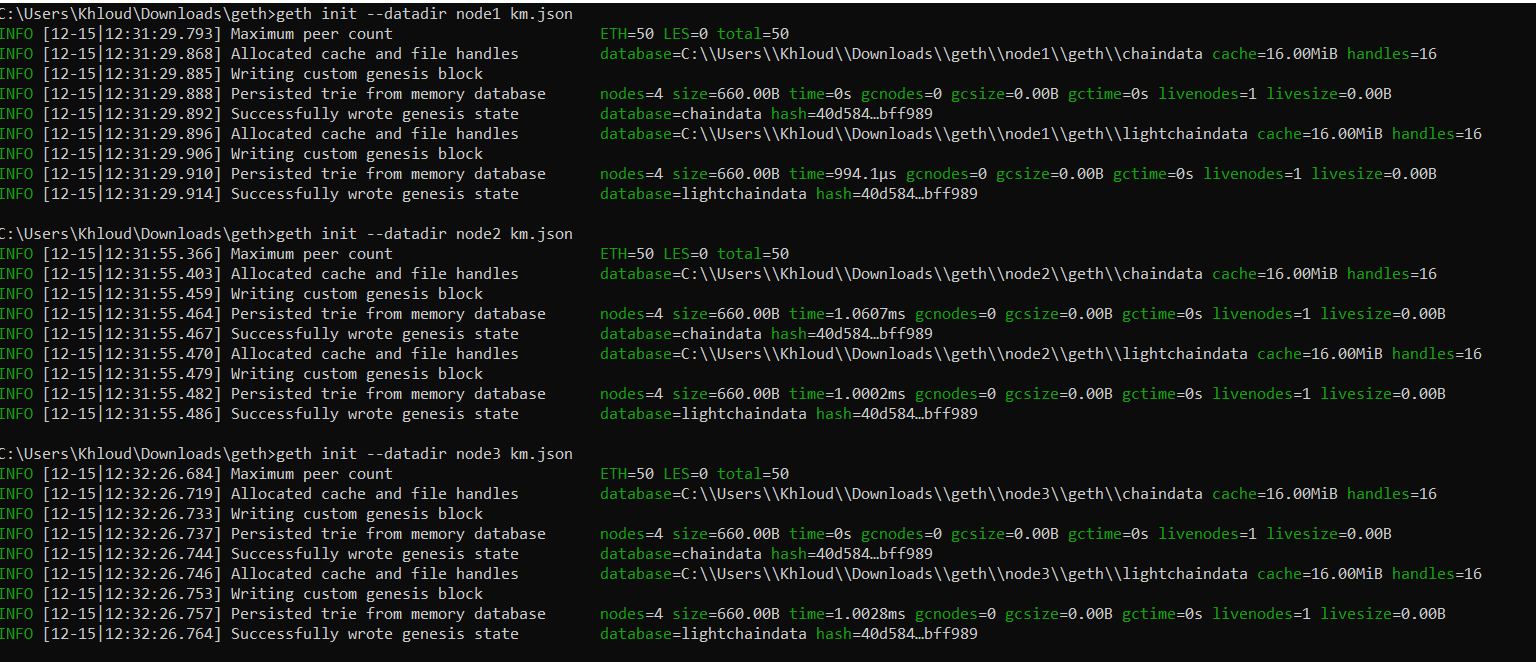 C:\Users\Khloud\Downloads\geth>geth init --datadir node1 km.json
INFO [12-15|12:31:29.793] Maximum peer count ETH=50 LES=0 total=50
INFO [12-15|12:31:29.868] Allocated cache and file handles database=C:\\Users\\Khloud\\Downloads\\geth\\node1\\geth\\chaindata cache=16.00MiB handles=16
INFO [12-15|12:31:29.885] Writing custom genesis block
INFO [12-15|12:31:29.888] Persisted trie from memory database nodes=4 size=660.00B time=0s gcnodes=0 gcsize=0.00B gctime=0s livenodes=1 livesize=0.00B
INFO [12-15|12:31:29.892] Successfully wrote genesis state database=chaindata hash=40d584…bff989
INFO [12-15|12:31:29.896] Allocated cache and file handles database=C:\\Users\\Khloud\\Downloads\\geth\\node1\\geth\\lightchaindata cache=16.00MiB handles=16
INFO [12-15|12:31:29.906] Writing custom genesis block
INFO [12-15|12:31:29.910] Persisted trie from memory database nodes=4 size=660.00B time=994.1µs gcnodes=0 gcsize=0.00B gctime=0s livenodes=1 livesize=0.00B
INFO [12-15|12:31:29.914] Successfully wrote genesis state database=lightchaindata hash=40d584…bff989
C:\Users\Khloud\Downloads\geth>geth init --datadir node2 km.json
INFO [12-15|12:31:55.366] Maximum peer count ETH=50 LES=0 total=50
INFO [12-15|12:31:55.403] Allocated cache and file handles database=C:\\Users\\Khloud\\Downloads\\geth\\node2\\geth\\chaindata cache=16.00MiB handles=16
INFO [12-15|12:31:55.459] Writing custom genesis block
INFO [12-15|12:31:55.464] Persisted trie from memory database nodes=4 size=660.00B time=1.0607ms gcnodes=0 gcsize=0.00B gctime=0s livenodes=1 livesize=0.00B
INFO [12-15|12:31:55.467] Successfully wrote genesis state database=chaindata hash=40d584…bff989
INFO [12-15|12:31:55.470] Allocated cache and file handles database=C:\\Users\\Khloud\\Downloads\\geth\\node2\\geth\\lightchaindata cache=16.00MiB handles=16
INFO [12-15|12:31:55.479] Writing custom genesis block
INFO [12-15|12:31:55.482] Persisted trie from memory database nodes=4 size=660.00B time=1.0002ms gcnodes=0 gcsize=0.00B gctime=0s livenodes=1 livesize=0.00B
INFO [12-15|12:31:55.486] Successfully wrote genesis state database=lightchaindata hash=40d584…bff989
C:\Users\Khloud\Downloads\geth>geth init --datadir node3 km.json
INFO [12-15|12:32:26.684] Maximum peer count ETH=50 LES=0 total=50
INFO [12-15|12:32:26.719] Allocated cache and file handles database=C:\\Users\\Khloud\\Downloads\\geth\\node3\\geth\\chaindata cache=16.00MiB handles=16
INFO [12-15|12:32:26.733] Writing custom genesis block
INFO [12-15|12:32:26.737] Persisted trie from memory database nodes=4 size=660.00B time=0s gcnodes=0 gcsize=0.00B gctime=0s livenodes=1 livesize=0.00B
INFO [12-15|12:32:26.744] Successfully wrote genesis state database=chaindata hash=40d584…bff989
INFO [12-15|12:32:26.746] Allocated cache and file handles database=C:\\Users\\Khloud\\Downloads\\geth\\node3\\geth\\lightchaindata cache=16.00MiB handles=16
INFO [12-15|12:32:26.753] Writing custom genesis block
INFO [12-15|12:32:26.757] Persisted trie from memory database nodes=4 size=660.00B time=1.0028ms gcnodes=0 gcsize=0.00B gctime=0s livenodes=1 livesize=0.00B
INFO [12-15|12:32:26.764] Successfully wrote genesis state database=lightchaindata hash=40d584…bff989